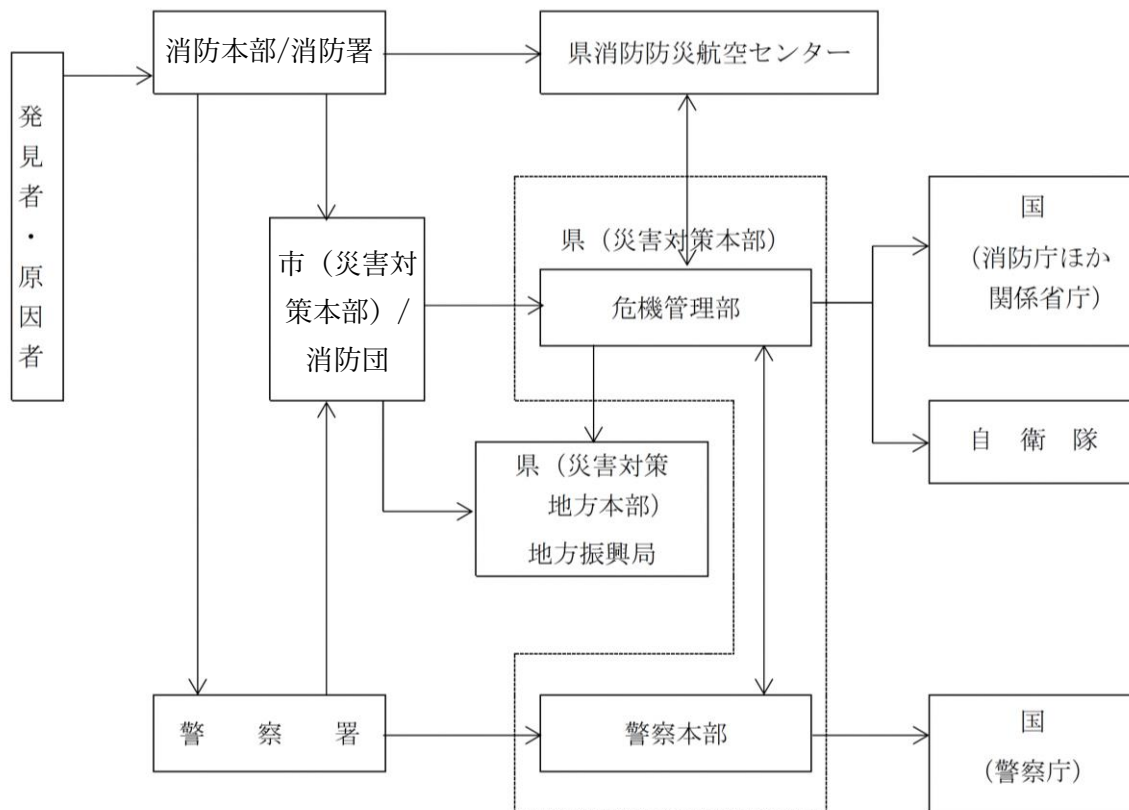 消防本部/消防署
県消防防災航空センター
発見者・原因者
国
(消防庁ほか
関係省庁)
県（災害対策本部）
市（災害対
策本部）/
消防団
危機管理部
自　衛　隊
県（災害対策
地方本部）
地方振興局
警　察　署
警察本部
国
(警察庁)